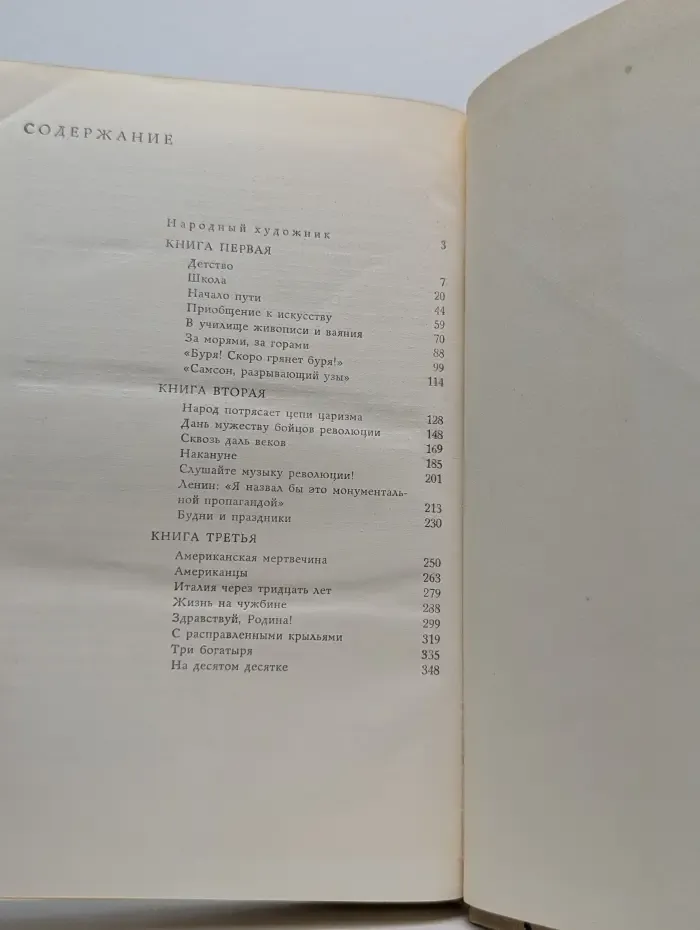 СОДЕРЖАНИЕ
Народный художник 3
КНИГА ПЕРВАЯ
Детство 7
Школа 20
Начало пути 44
Приобщение к искусству 59
В училище живописи и ваяния 70
За морями, за горами 88
«Буря! Скоро грянет буря!» 99
«Самсон, разрывающий узы» 114
КНИГА ВТОРАЯ
Народ потрясает цепи царизма 128
Дань мужеству бойцов революции 148
Сквозь даль веков 169
Накануне 185
Слушайте музыку революции! 201
Ленин: «Я назвал бы это монументаль-
ной пропагандой» 213
Будни и праздники 230
КНИГА ТРЕТЬЯ
Американская мертвечина 250
Американцы 263
Италия через тридцать лет 279
Жизнь на чужбине 288
Здравствуй, Родина! 299
С расправленными крыльями 319
Три богатыря 335
На десятом десятке 348